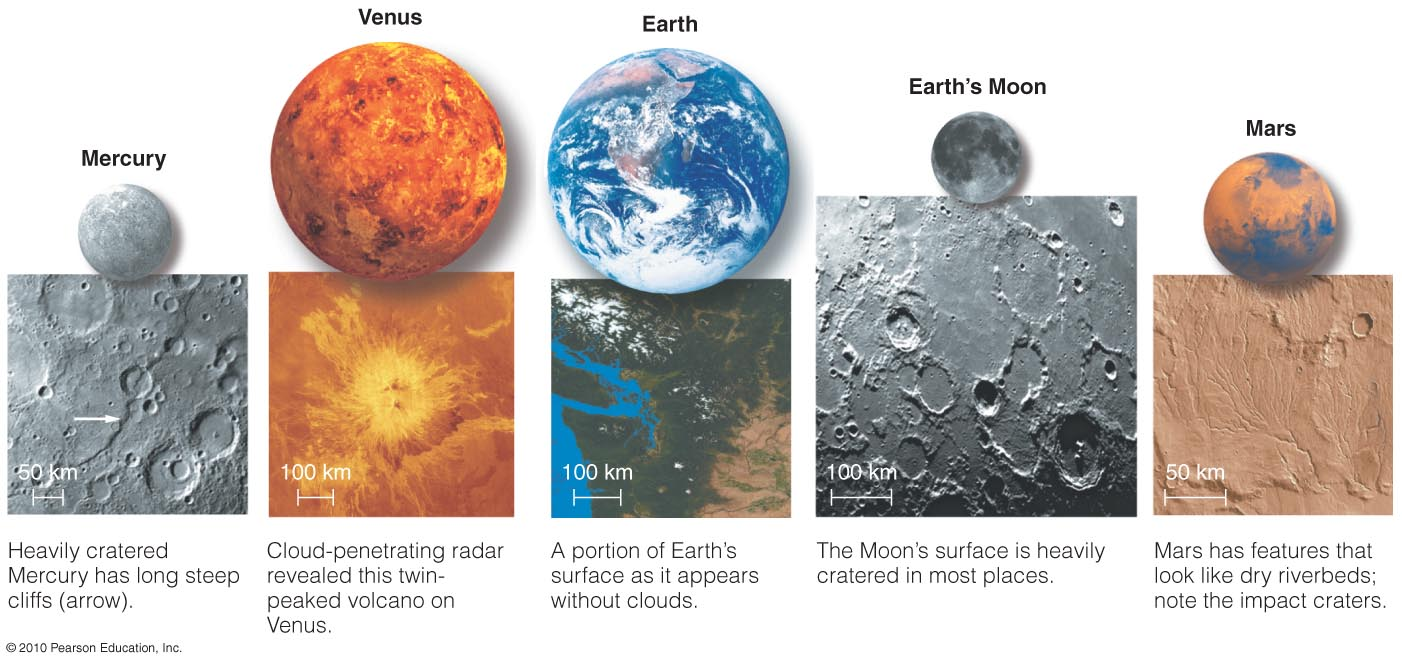 Venus
Earth
Earth's Moon
Mars
Mercury
50 km
100 km
100 km
100 km
50 km
Heavily cratered
Mercury has long steep
cliffs (arrow).
Cloud-penetrating radar
revealed this twin-
peaked volcano on
Venus.
A portion of Earth's
surface as it appears
without clouds.
The Moon's surface is heavily
cratered in most places.
Mars has features that
look like dry riverbeds;
note the impact craters.
© 2010 Pearson Education, Inc.